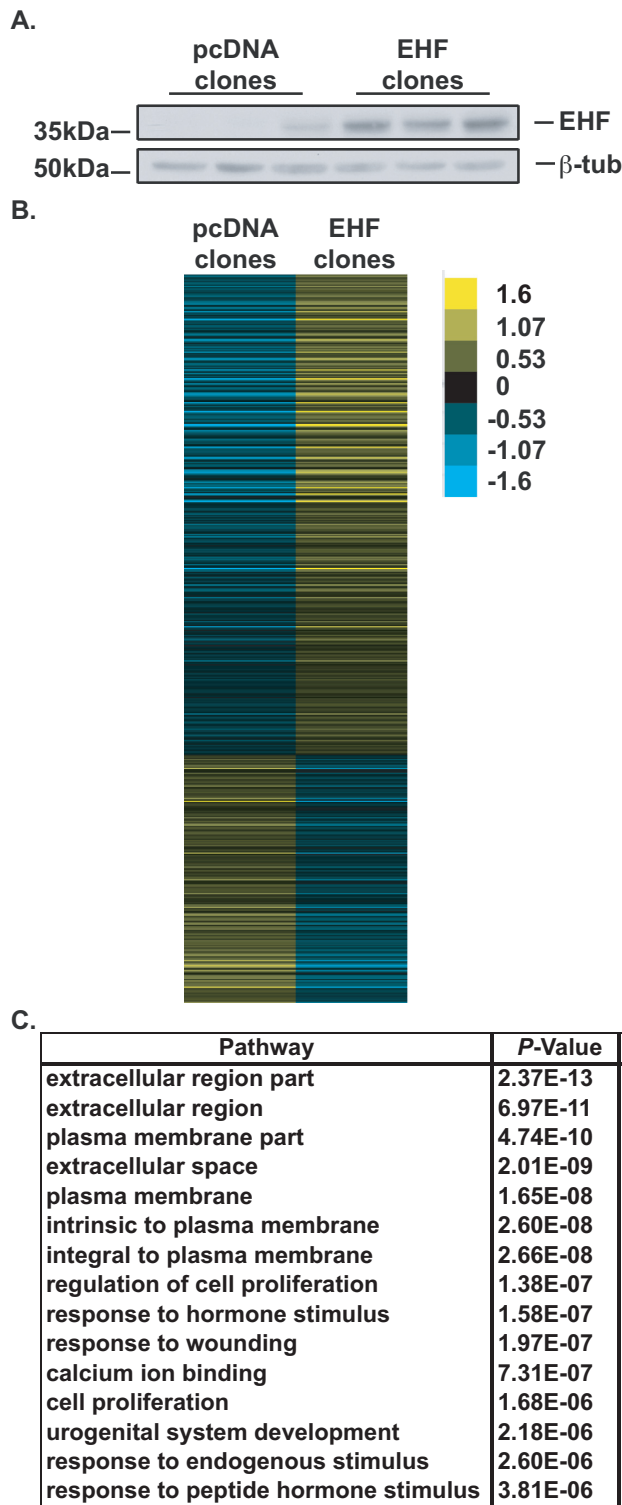 A.
pcDNA clones
EHF clones
35kDa
EHF
50kDa
β-tub
B.
pcDNA clones
EHF clones
1.6
1.07
0.53
0
-0.53
-1.07
-1.6
C.
Pathway P-Value
extracellular region part 2.37E-13
extracellular region 6.97E-11
plasma membrane part 4.74E-10
extracellular space 2.01E-09
plasma membrane 1.65E-08
intrinsic to plasma membrane 2.60E-08
integral to plasma membrane 2.66E-08
regulation of cell proliferation 1.38E-07
response to hormone stimulus 1.58E-07
response to wounding 1.97E-07
calcium ion binding 7.31E-07
cell proliferation 1.68E-06
urogenital system development 2.18E-06
response to endogenous stimulus 2.60E-06
response to peptide hormone stimulus 3.81E-06